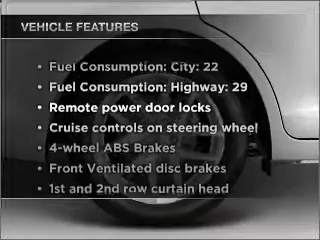 VEHICLE FEATURES
• Fuel Consumption: City: 22
• Fuel Consumption: Highway: 29
• Remote power door locks
• Cruise controls on steering wheel
• 4-wheel ABS Brakes
• Front Ventilated disc brakes
• 1st and 2nd row curtain head